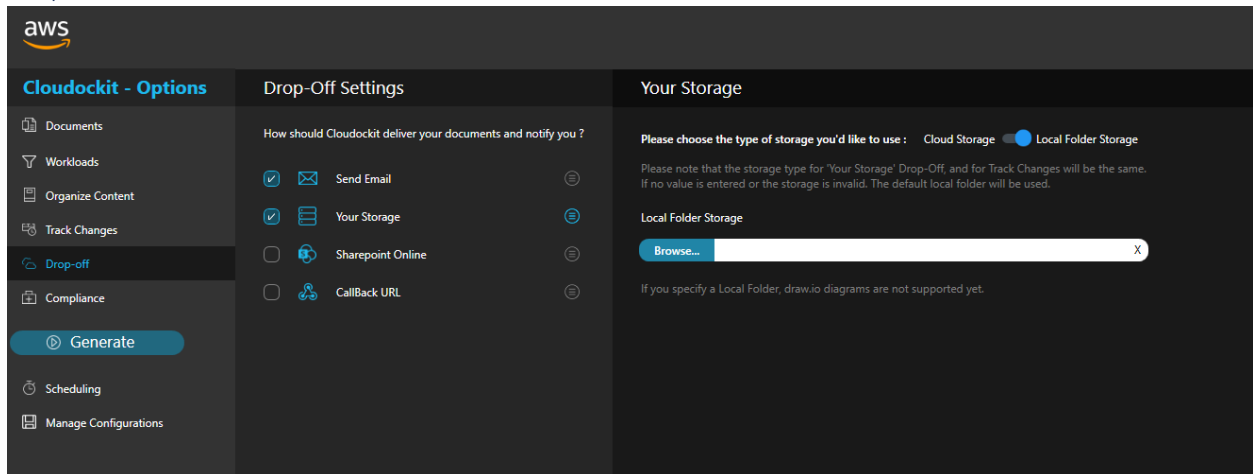 aws
Cloudockit - Options
Documents
Workloads
Organize Content
Track Changes
Drop-off
Compliance
Generate
Scheduling
Manage Configurations
Drop-Off Settings
How should Cloudockit deliver your documents and notify you ?
Send Email
Your Storage
Sharepoint Online
CallBack URL
Your Storage
Please choose the type of storage you'd like to use : Cloud Storage Local Folder Storage
Please note that the storage type for 'Your Storage' Drop-Off, and for Track Changes will be the same.
If no value is entered or the storage is invalid. The default local folder will be used.
Local Folder Storage
Browse... X
If you specify a Local Folder, draw.io diagrams are not supported yet.